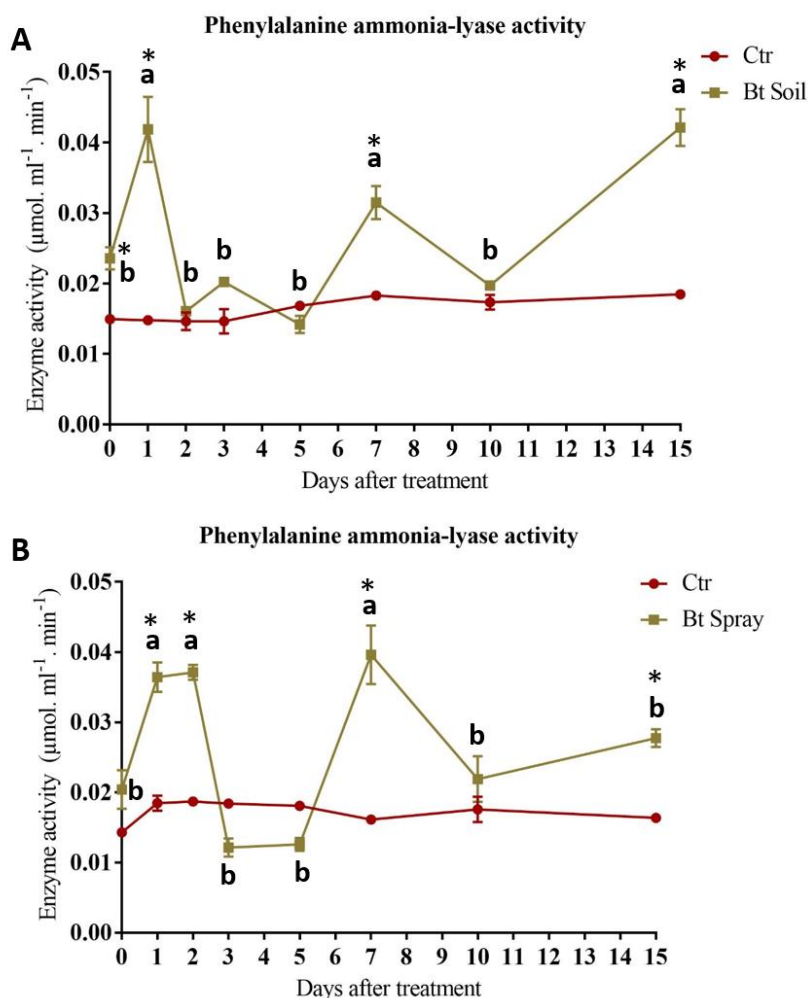 A
Phenylalanine ammonia-lyase activity
Ctr
Bt Soil
Enzyme activity (µmol. ml⁻¹. min⁻¹)
0.05
0.04
0.03
0.02
0.01
0.00
*
a
*
b
b
b
b
*
a
b
*
a
0 1 2 3 4 5 6 7 8 9 10 11 12 13 14 15
Days after treatment
B
Phenylalanine ammonia-lyase activity
Ctr
Bt Spray
Enzyme activity (µmol. ml⁻¹. min⁻¹)
0.05
0.04
0.03
0.02
0.01
0.00
b
*
a
*
a
b
b
*
a
b
*
b
0 1 2 3 4 5 6 7 8 9 10 11 12 13 14 15
Days after treatment